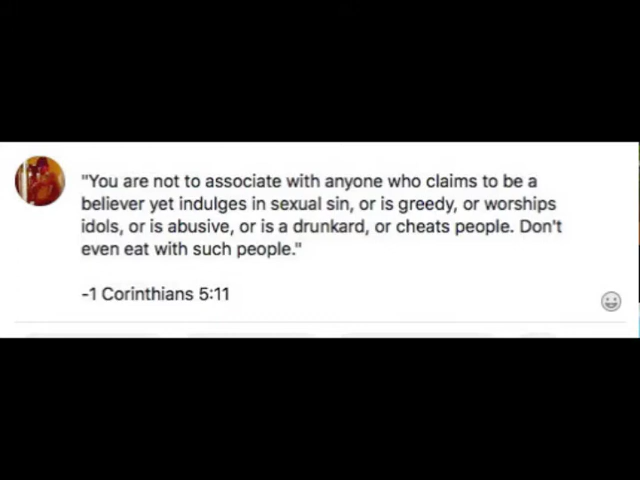 "You are not to associate with anyone who claims to be a
believer yet indulges in sexual sin, or is greedy, or worships
idols, or is abusive, or is a drunkard, or cheats people. Don't
even eat with such people."
-1 Corinthians 5:11